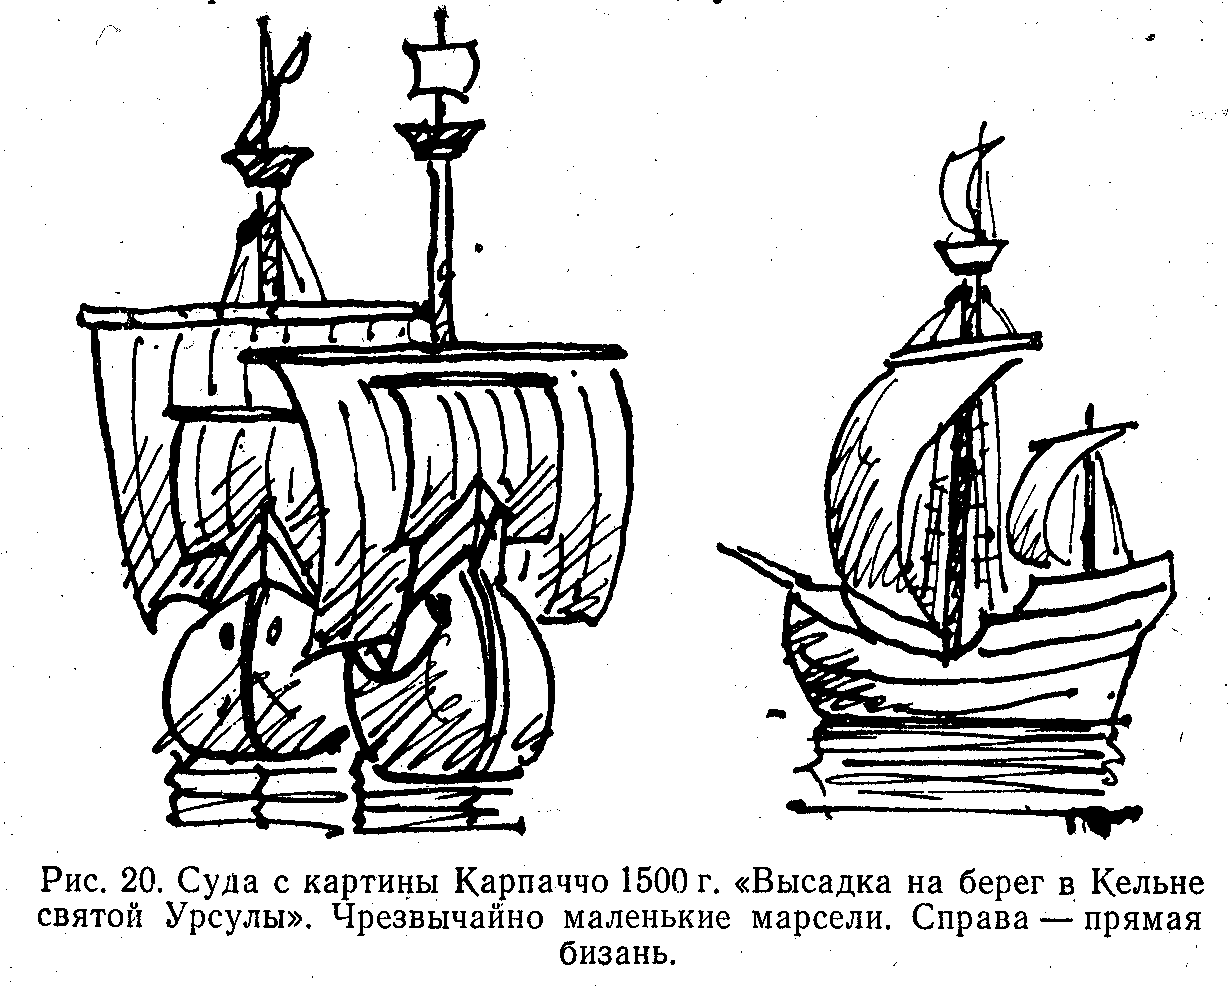 Рис. 20. Суда с картины Карпаччо 1500 г. «Высадка на берег в Кельне
святой Урсулы». Чрезвычайно маленькие марсели. Справа — прямая
бизань.